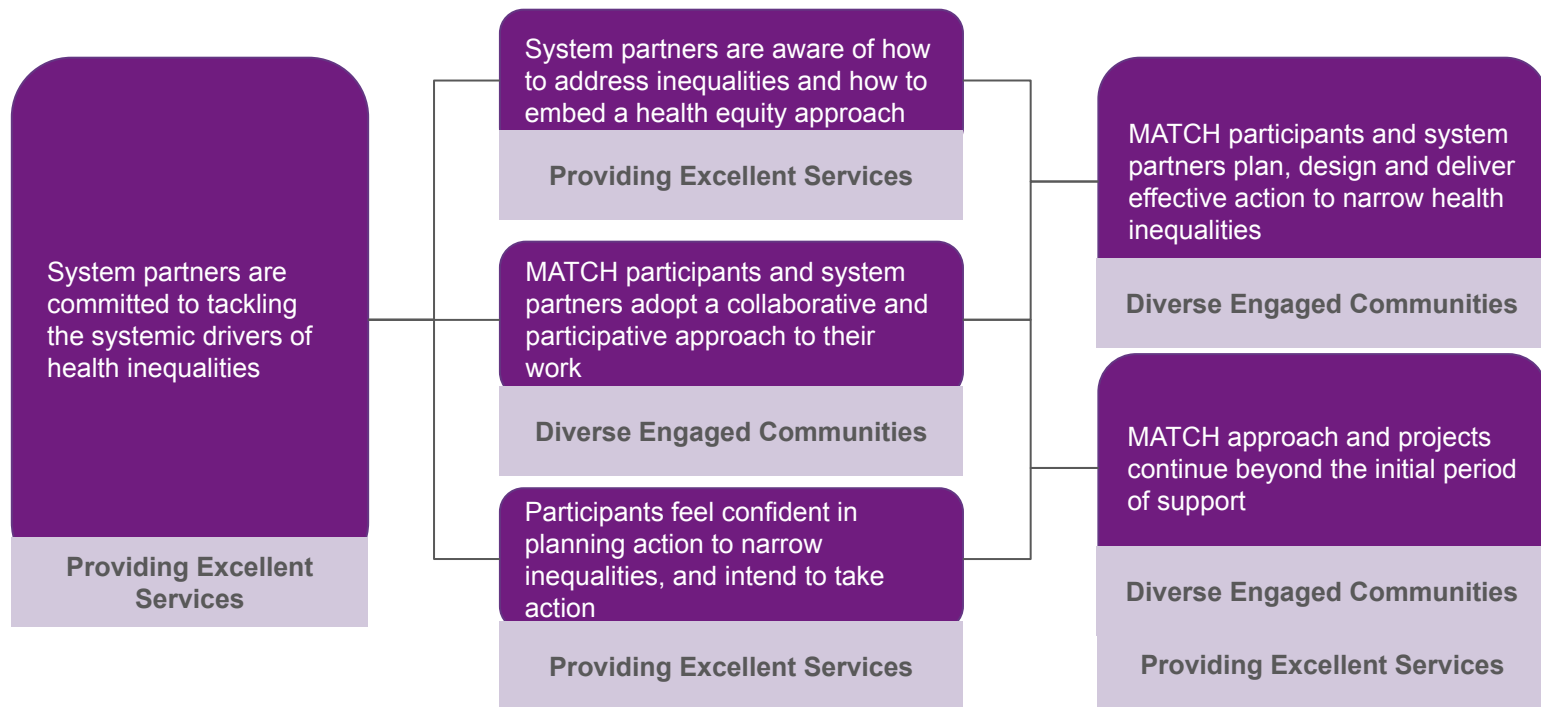 System partners are
committed to tackling
the systemic drivers of
health inequalities
Providing Excellent
Services
System partners are aware of how
to address inequalities and how to
embed a health equity approach
Providing Excellent Services
MATCH participants and system
partners adopt a collaborative and
participative approach to their
work
Diverse Engaged Communities
Participants feel confident in
planning action to narrow
inequalities, and intend to take
action
Providing Excellent Services
MATCH participants and system
partners plan, design and deliver
effective action to narrow health
inequalities
Diverse Engaged Communities
MATCH approach and projects
continue beyond the initial period
of support
Diverse Engaged Communities
Providing Excellent Services